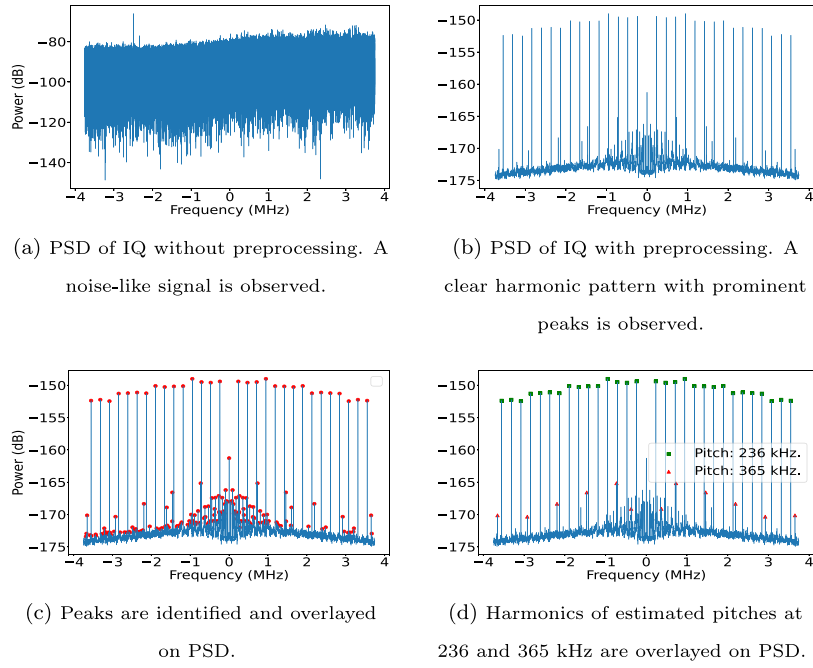 −80
−100
−120
−140
Power (dB)
−4 −3 −2 −1 0 1 2 3 4
Frequency (MHz)
(a) PSD of IQ without preprocessing. A
noise-like signal is observed.
−150
−155
−160
−165
−170
−175
−4 −3 −2 −1 0 1 2 3 4
Frequency (MHz)
(b) PSD of IQ with preprocessing. A
clear harmonic pattern with prominent
peaks is observed.
−150
−155
−160
−165
−170
−175
Power (dB)
−4 −3 −2 −1 0 1 2 3 4
Frequency (MHz)
(c) Peaks are identified and overlayed
on PSD.
−150
−155
−160
−165
−170
−175
Power (dB)
Pitch: 236 kHz.
Pitch: 365 kHz.
−4 −3 −2 −1 0 1 2 3 4
Frequency (MHz)
(d) Harmonics of estimated pitches at
236 and 365 kHz are overlayed on PSD.